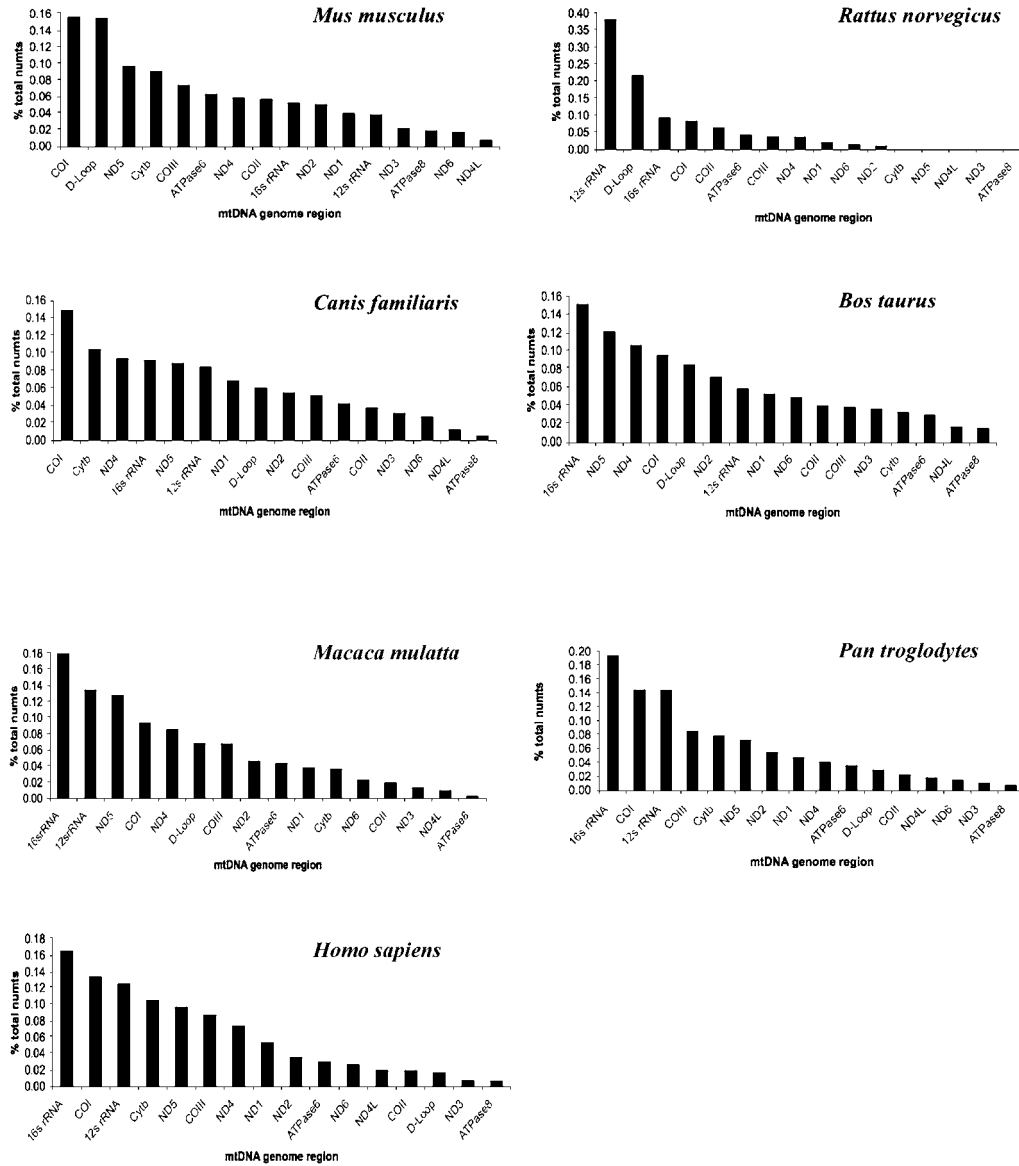 Mus musculus
% total numts
0.16
0.14
0.12
0.10
0.08
0.06
0.04
0.02
0.00
COI D-Loop ND5 Cytb COIII ATPase6 ND4 COII 16s rRNA ND2 ND1 12s rRNA ND3 ATPase8 ND6 ND4L
mtDNA genome region
Rattus norvegicus
% total numts
0.40
0.35
0.30
0.25
0.20
0.15
0.10
0.05
0.00
12s rRNA D-Loop 16s rRNA COI COII ATPase6 COIII ND4 ND1 ND6 ND2 Cytb ND5 ND4L ND3 ATPase8
mtDNA genome region
Canis familiaris
% total numts
0.16
0.14
0.12
0.10
0.08
0.06
0.04
0.02
0.00
COI Cytb ND4 16s rRNA ND5 12s rRNA ND1 D-Loop ND2 COIII ATPase6 COII ND3 ND6 ND4L ATPase8
mtDNA genome region
Bos taurus
% total numts
0.16
0.14
0.12
0.10
0.08
0.06
0.04
0.02
0.00
16s rRNA ND5 ND4 COI D-Loop ND2 12s rRNA ND1 ND6 COII COIII ND3 Cytb ATPase6 ND4L ATPase8
mtDNA genome region
Macaca mulatta
% total numts
0.18
0.16
0.14
0.12
0.10
0.08
0.06
0.04
0.02
0.00
16srRNA 12srRNA ND5 COI ND4 D-Loop COIII ND2 ATPase6 ND1 Cytb ND6 COII ND3 ND4L
mtDNA genome region
Pan troglodytes
% total numts
0.20
0.18
0.16
0.14
0.12
0.10
0.08
0.06
0.04
0.02
0.00
16s rRNA COI 12s rRNA COIII Cytb ND5 ND2 ND1 ND4 ATPase6 D-Loop COII ND4L ND6 ND3 ATPase8
mtDNA genome region
Homo sapiens
% total numts
0.18
0.16
0.14
0.12
0.10
0.08
0.06
0.04
0.02
0.00
16s rRNA COI 12s rRNA Cytb ND5 COIII ND4 ND1 ND2 ATPase6 ND6 ND4L COII D-Loop ND3 ATPase8
mtDNA genome region